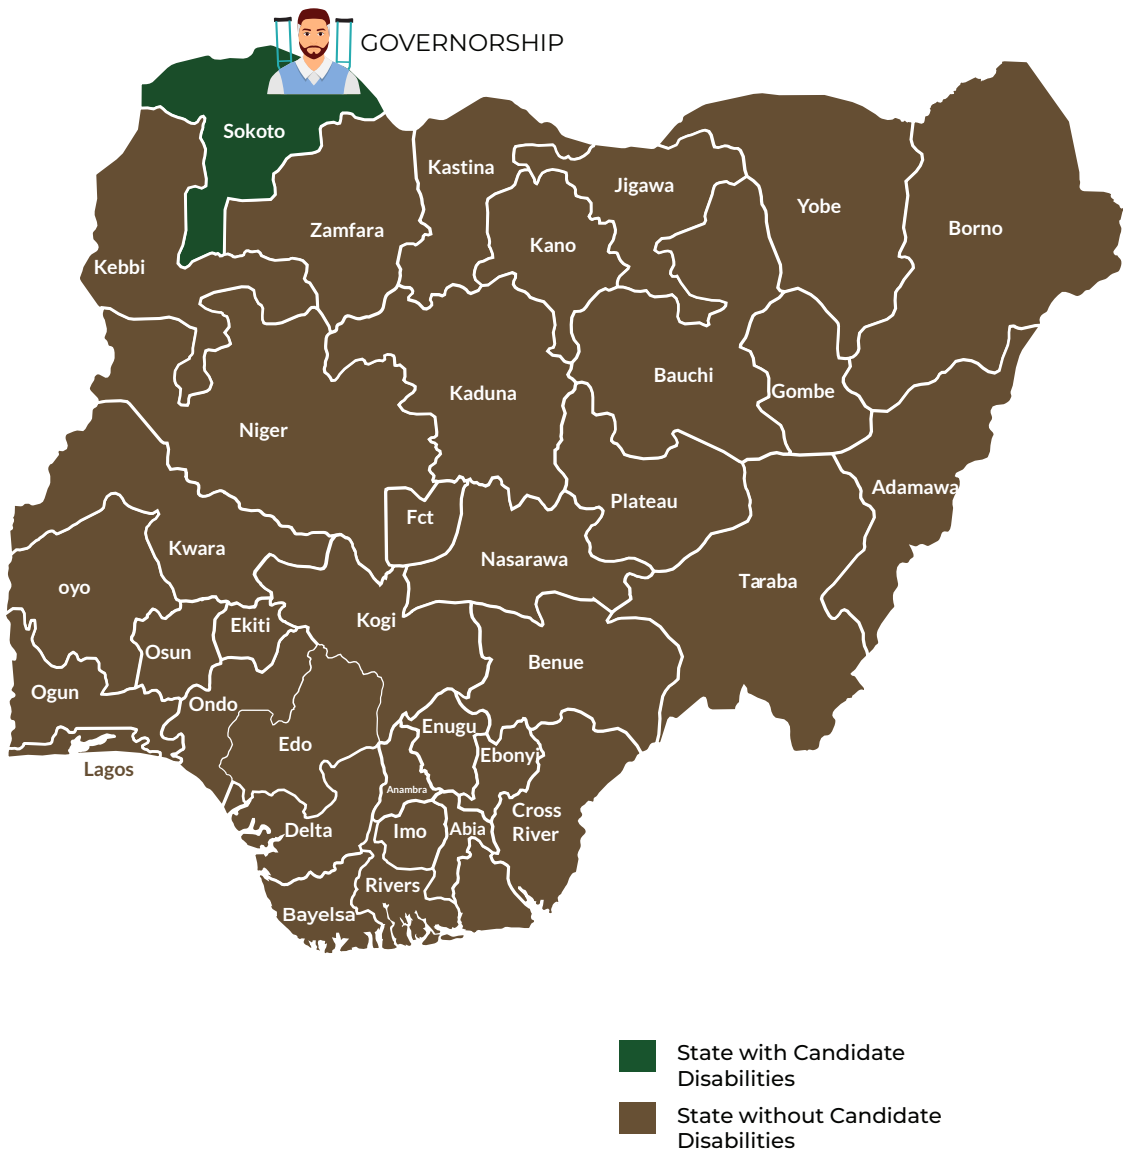 GOVERNORSHIP
Sokoto
Kastina
Jigawa
Yobe
Borno
Zamfara
Kano
Kebbi
Bauchi
Gombe
Kaduna
Niger
Adamawa
Plateau
Fct
Kwara
Nasarawa
Taraba
oyo
Kogi
Ekiti
Osun
Benue
Ogun
Ondo
Enugu
Edo
Ebonyi
Lagos
Anambra
Cross
River
Delta
Imo
Abia
Rivers
Bayelsa
State with Candidate
Disabilities
State without Candidate
Disabilities